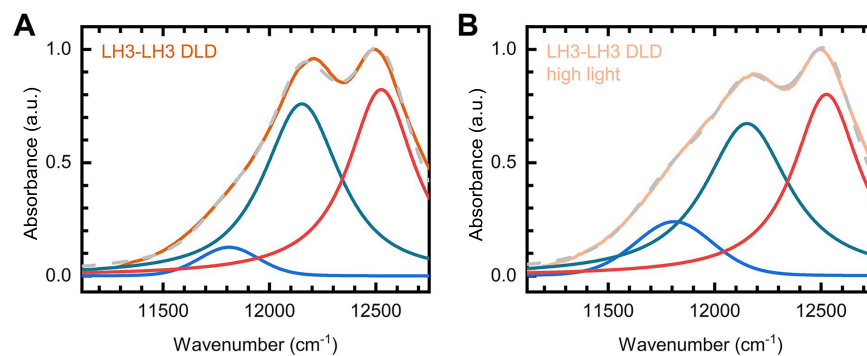 A
LH3-LH3 DLD
1.0
0.5
0.0
Absorbance (a.u.)
11500
12000
12500
Wavenumber (cm⁻¹)
B
LH3-LH3 DLD
high light
1.0
0.5
0.0
Absorbance (a.u.)
11500
12000
12500
Wavenumber (cm⁻¹)